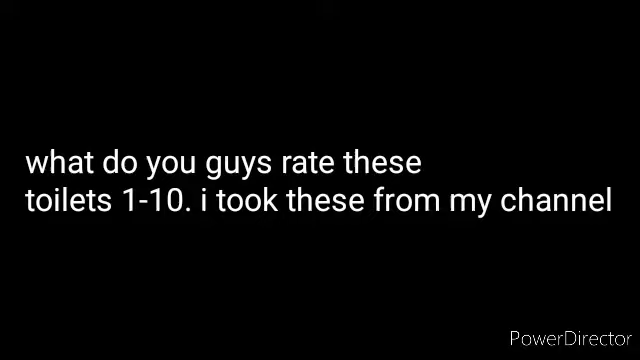 what do you guys rate these
toilets 1-10. i took these from my channel
PowerDirector